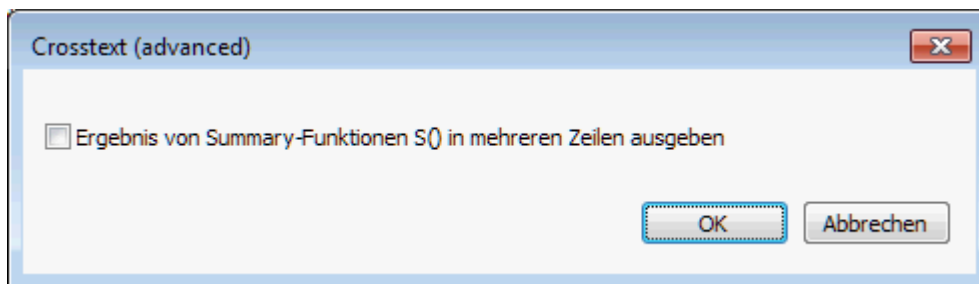 Crosstext (advanced)
Ergebnis von Summary-Funktionen S() in mehreren Zeilen ausgeben
OK
Abbrechen